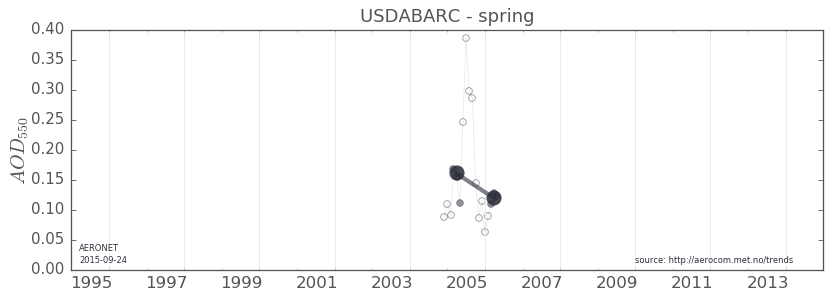 USDABARC - spring
0.40
0.35
0.30
0.25
0.20
0.15
0.10
0.05
0.00
AOD550
AERONET
2015-09-24
source: http://aerocom.met.no/trends
1995 1997 1999 2001 2003 2005 2007 2009 2011 2013